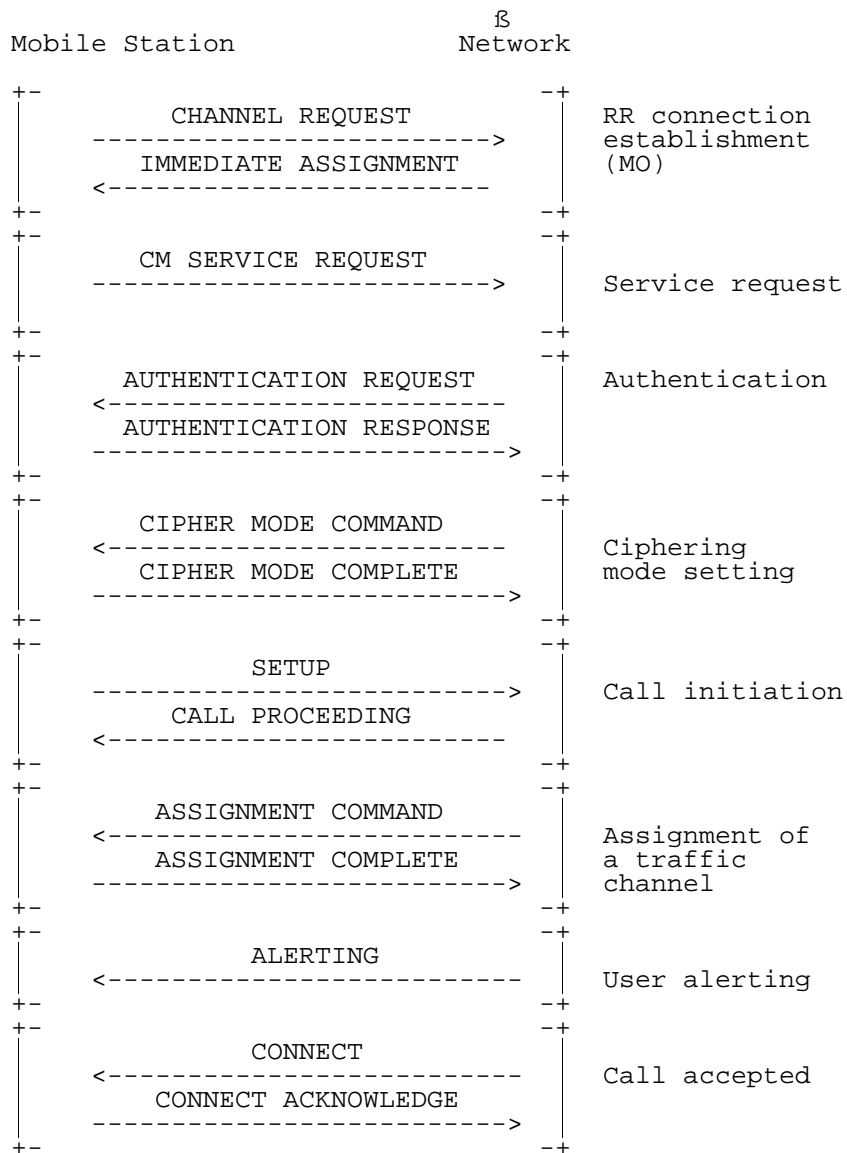 ß
Mobile Station Network
CHANNEL REQUEST RR connection
-------------------------> establishment
IMMEDIATE ASSIGNMENT (MO)
<------------------------
CM SERVICE REQUEST
-------------------------> Service request
AUTHENTICATION REQUEST Authentication
<-------------------------
AUTHENTICATION RESPONSE
-------------------------->
CIPHER MODE COMMAND
<------------------------- Ciphering
CIPHER MODE COMPLETE mode setting
-------------------------->
SETUP
--------------------------> Call initiation
CALL PROCEEDING
<-------------------------
ASSIGNMENT COMMAND
<-------------------------- Assignment of
ASSIGNMENT COMPLETE a traffic
--------------------------> channel
ALERTING
<-------------------------- User alerting
CONNECT
<-------------------------- Call accepted
CONNECT ACKNOWLEDGE
-------------------------->